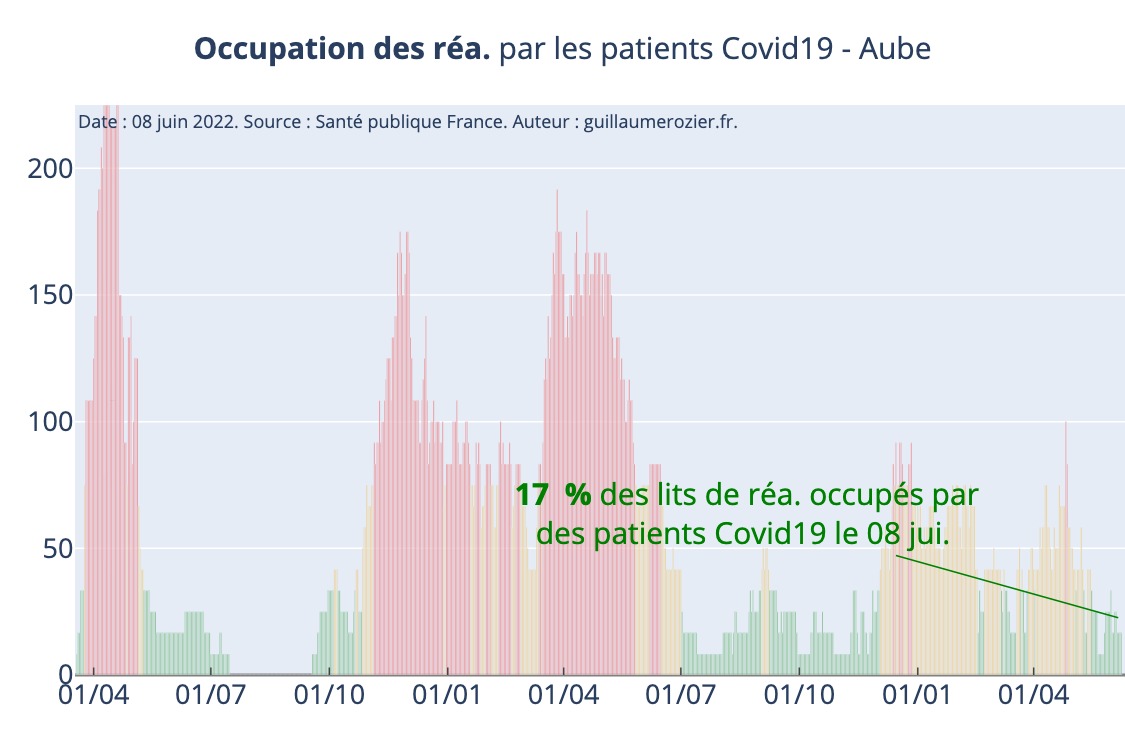 Occupation des réa. par les patients Covid19 - Aube
Date : 08 juin 2022. Source : Santé publique France. Auteur : guillaumerozier.fr.
200
150
100
50
0
17 % des lits de réa. occupés par
des patients Covid19 le 08 jui.
01/04 01/07 01/10 01/01 01/04 01/07 01/10 01/01 01/04